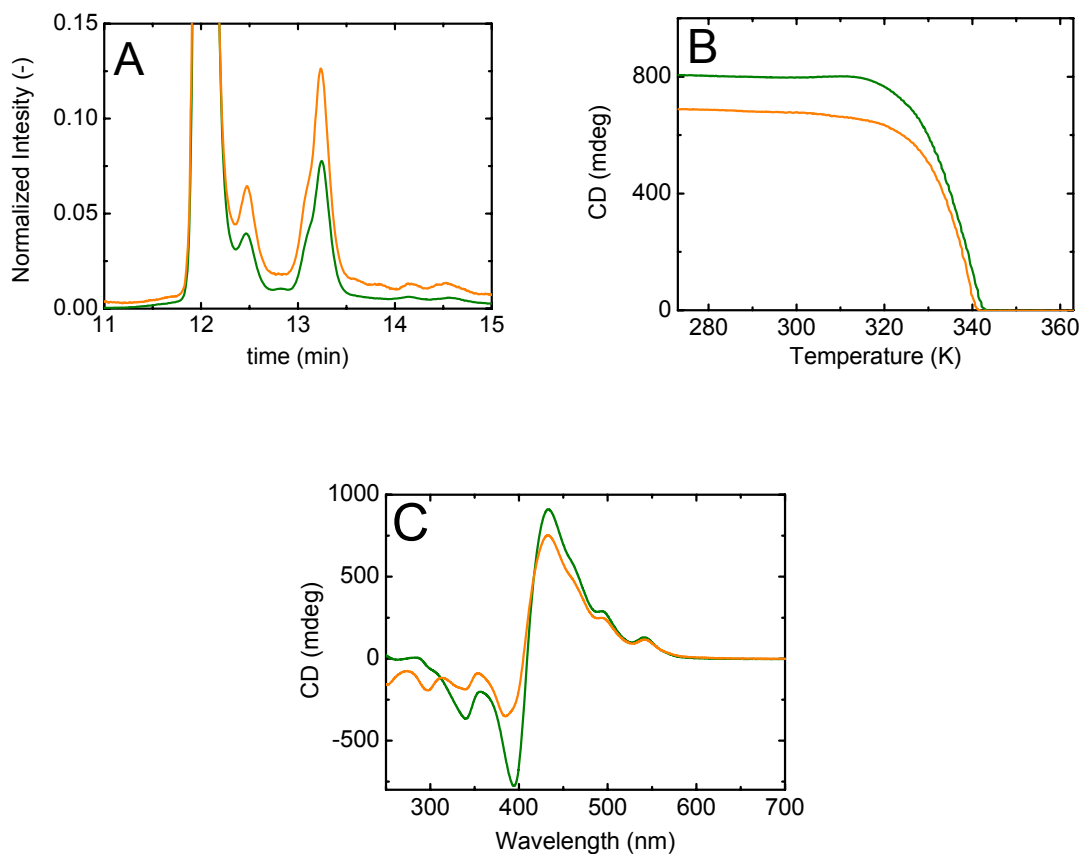 A
Normalized Intesity (-)
0.15
0.10
0.05
0.00
11 12 13 14 15
time (min)
B
CD (mdeg)
800
400
0
280 300 320 340 360
Temperature (K)
C
CD (mdeg)
1000
500
0
-500
300 400 500 600 700
Wavelength (nm)